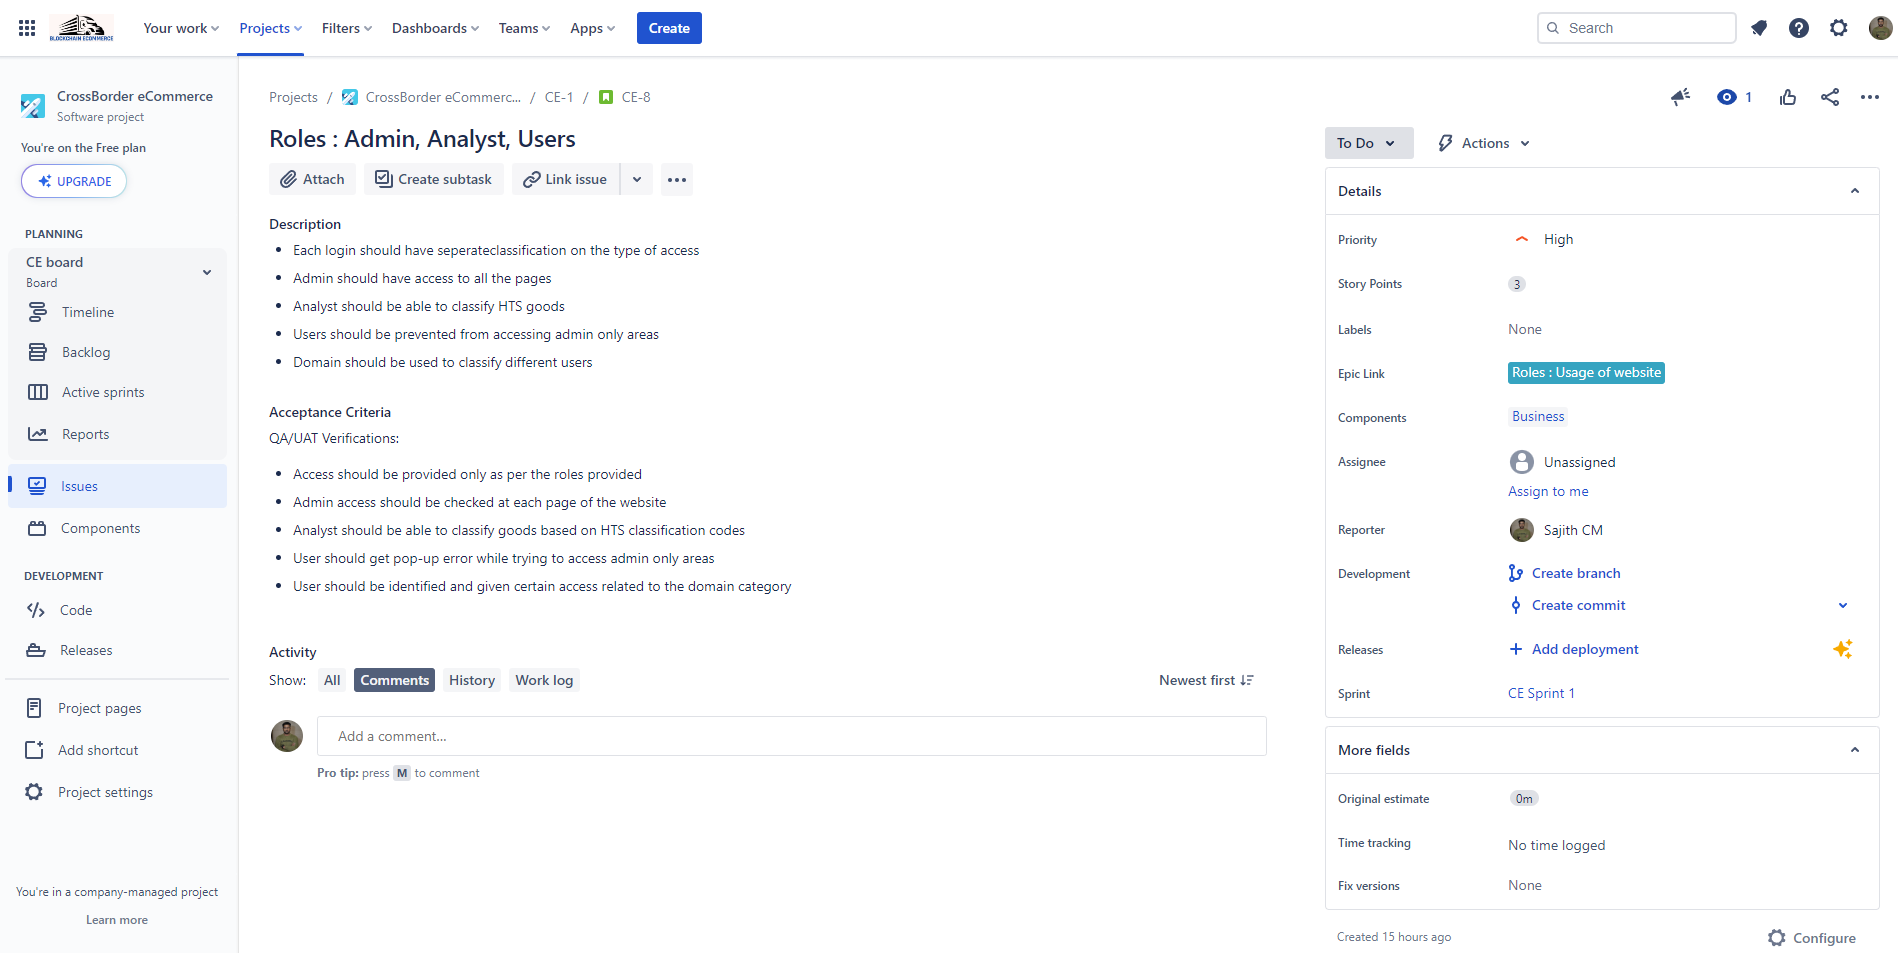 BLOCKCHAIN ECOMMERCE
Your work
Projects
Filters
Dashboards
Teams
Apps
Create
Search
CrossBorder eCommerce
Software project
You're on the Free plan
UPGRADE
PLANNING
CE board
Board
Timeline
Backlog
Active sprints
Reports
Issues
Components
DEVELOPMENT
Code
Releases
Project pages
Add shortcut
Project settings
You're in a company-managed project
Learn more
Projects / CrossBorder eCommerc... / CE-1 / CE-8
1
Roles : Admin, Analyst, Users
Attach
Create subtask
Link issue
Description
Each login should have seperateclassification on the type of access
Admin should have access to all the pages
Analyst should be able to classify HTS goods
Users should be prevented from accessing admin only areas
Domain should be used to classify different users
Acceptance Criteria
QA/UAT Verifications:
Access should be provided only as per the roles provided
Admin access should be checked at each page of the website
Analyst should be able to classify goods based on HTS classification codes
User should get pop-up error while trying to access admin only areas
User should be identified and given certain access related to the domain category
Activity
Show: All Comments History Work log
Newest first
Add a comment...
Pro tip: press M to comment
To Do
Actions
Details
Priority High
Story Points 3
Labels None
Epic Link Roles : Usage of website
Components Business
Assignee Unassigned
Assign to me
Reporter Sajith CM
Development Create branch
Create commit
Releases Add deployment
Sprint CE Sprint 1
More fields
Original estimate 0m
Time tracking No time logged
Fix versions None
Created 15 hours ago
Configure